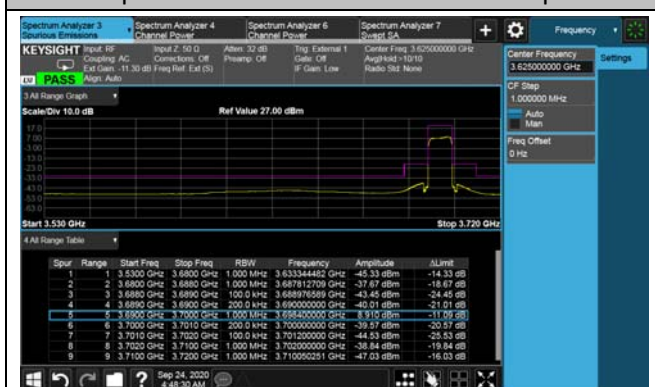 Spectrum Analyzer 3
Spurious Emissions
Spectrum Analyzer 4
Channel Power
Spectrum Analyzer 6
Channel Power
Spectrum Analyzer 7
Swept SA
Frequency
KEYSIGHT Input: RF
Coupling: AC
Ext Gain: -11.30 dB
Align: Auto
Input Z: 50 Ω
Corrections: Off
Freq Ref: Ext (S)
Atten: 32 dB
Preamp: Off
Trig: External 1
Gate: Off
IF Gain: Low
Center Freq: 3.625000000 GHz
Avg|Hold:>10/10
Radio Std: None
PASS
Center Frequency
3.625000000 GHz
Settings
CF Step
1.000000 MHz
Auto
Man
Freq Offset
0 Hz
3 All Range Graph
Scale/Div 10.0 dB
Ref Value 27.00 dBm
17.0
7.00
-3.00
-13.0
-23.0
-33.0
-43.0
-53.0
-63.0
Start 3.530 GHz
Stop 3.720 GHz
4 All Range Table
Spur Range Start Freq Stop Freq RBW Frequency Amplitude ΔLimit
1 1 3.5300 GHz 3.6800 GHz 1.000 MHz 3.633344482 GHz -45.33 dBm -14.33 dB
2 2 3.6800 GHz 3.6880 GHz 1.000 MHz 3.687812709 GHz -37.67 dBm -18.67 dB
3 3 3.6880 GHz 3.6890 GHz 100.0 kHz 3.688976589 GHz -43.45 dBm -24.45 dB
4 4 3.6890 GHz 3.6900 GHz 200.0 kHz 3.690000000 GHz -40.01 dBm -21.01 dB
5 5 3.6900 GHz 3.7000 GHz 1.000 MHz 3.698400000 GHz 8.910 dBm -11.09 dB
6 6 3.7000 GHz 3.7010 GHz 200.0 kHz 3.700000000 GHz -39.57 dBm -20.57 dB
7 7 3.7010 GHz 3.7020 GHz 100.0 kHz 3.701200000 GHz -44.53 dBm -25.53 dB
8 8 3.7020 GHz 3.7100 GHz 1.000 MHz 3.702000000 GHz -38.84 dBm -19.84 dB
9 9 3.7100 GHz 3.7200 GHz 1.000 MHz 3.710050251 GHz -47.03 dBm -16.03 dB
Sep 24, 2020
4:48:30 AM